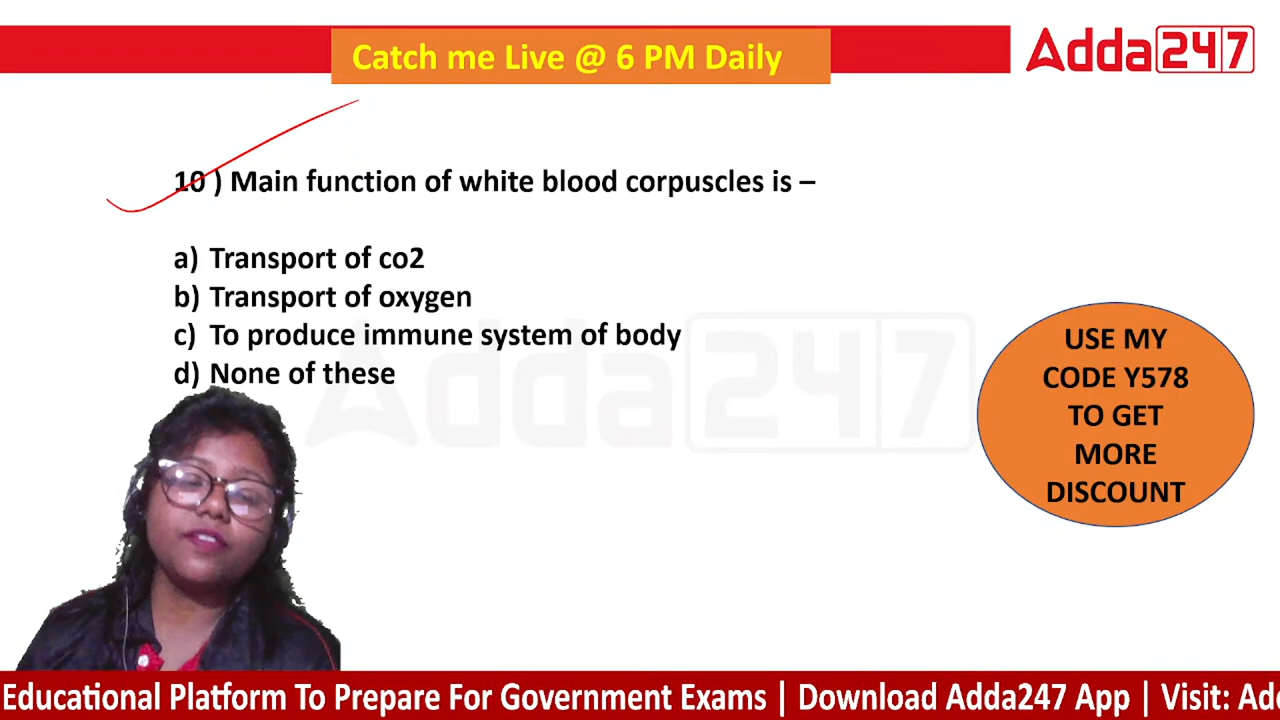 Catch me Live @ 6 PM Daily
Adda247
10 ) Main function of white blood corpuscles is –
a) Transport of co2
b) Transport of oxygen
c) To produce immune system of body
d) None of these
Adda247
USE MY
CODE Y578
TO GET
MORE
DISCOUNT
Educational Platform To Prepare For Government Exams | Download Adda247 App | Visit: Ad